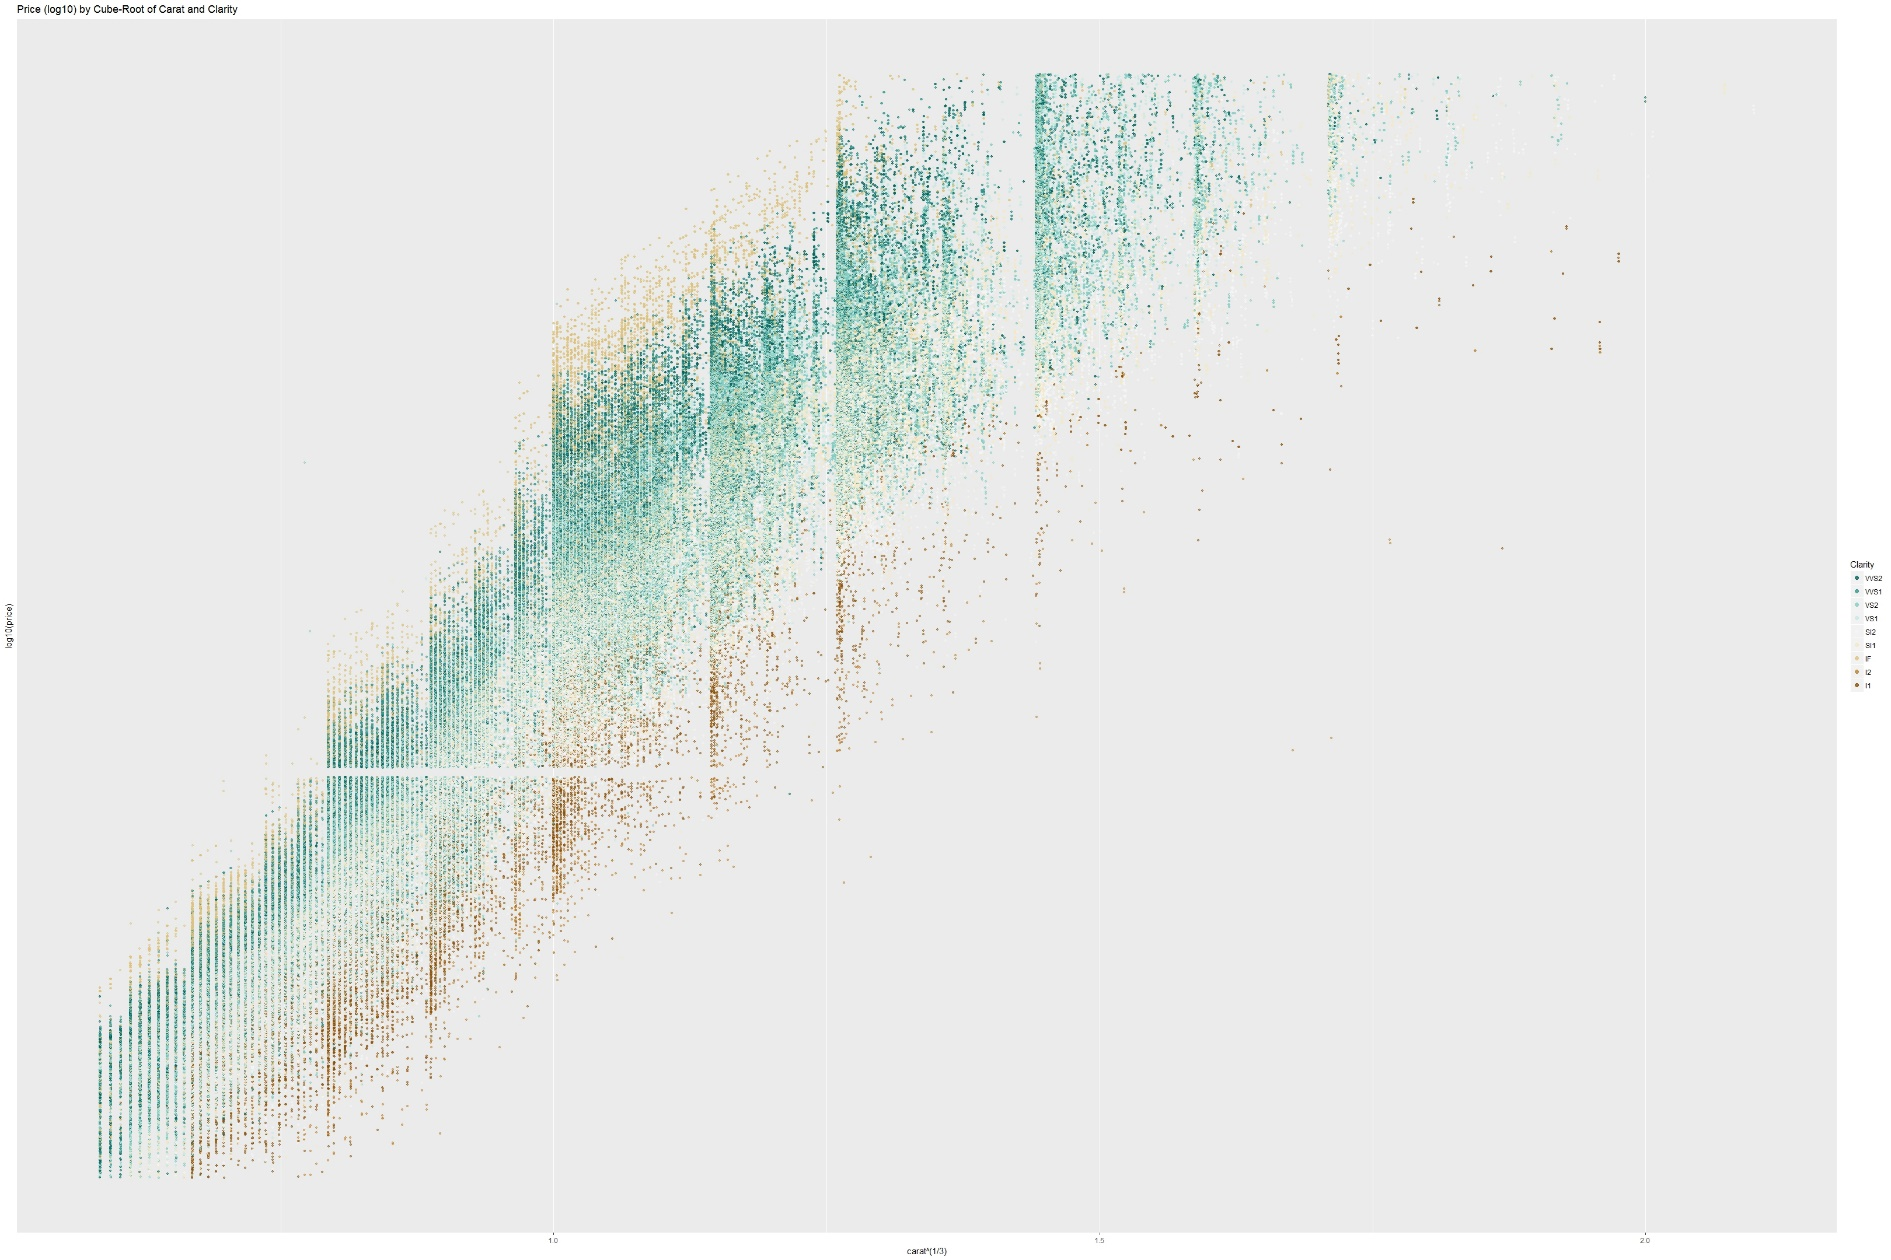 Price (log10) by Cube-Root of Carat and Clarity
log10(price)
1.0
1.5
2.0
carat^(1/3)
Clarity
VVS2
VVS1
VS2
VS1
SI2
SI1
IF
I2
I1